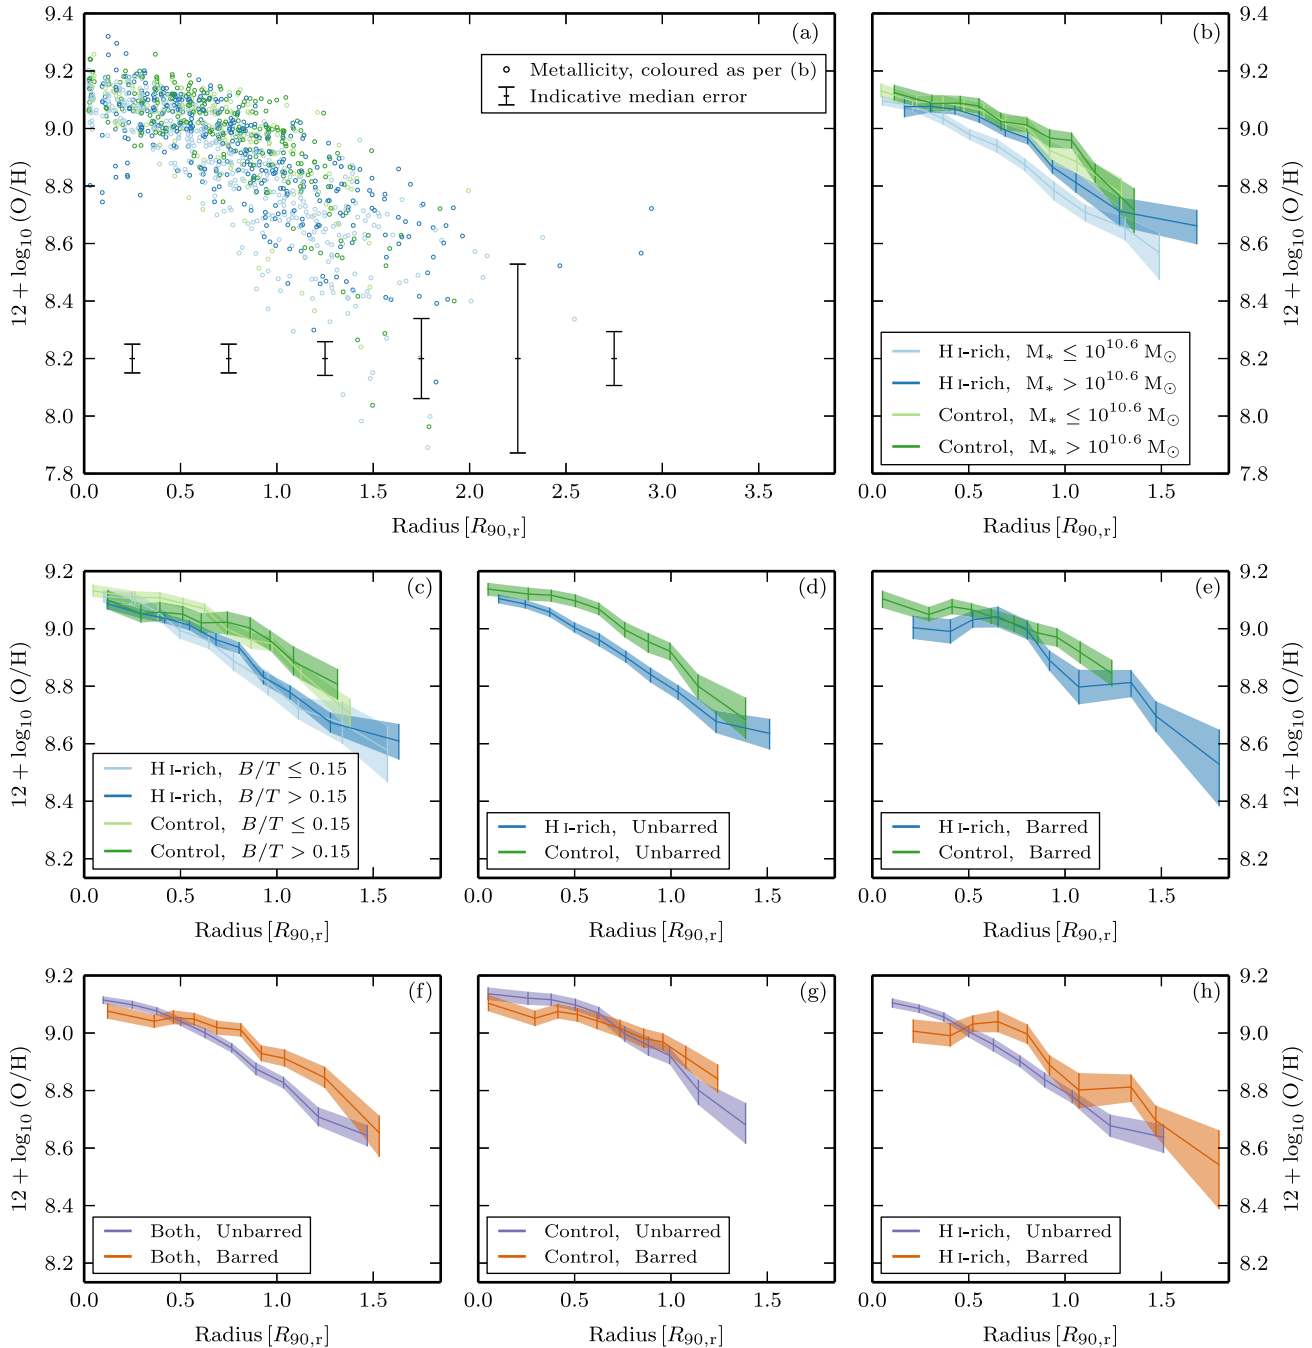 (a)
Metallicity, coloured as per (b)
Indicative median error
9.4
9.2
9.0
8.8
8.6
8.4
8.2
8.0
7.8
12 + log₁₀ (O/H)
0.0 0.5 1.0 1.5 2.0 2.5 3.0 3.5
Radius [R₉₀,ᵣ]
(b)
H I-rich, M∗ ≤ 10¹⁰·⁶ M⊙
H I-rich, M∗ > 10¹⁰·⁶ M⊙
Control, M∗ ≤ 10¹⁰·⁶ M⊙
Control, M∗ > 10¹⁰·⁶ M⊙
9.4
9.2
9.0
8.8
8.6
8.4
8.2
8.0
7.8
12 + log₁₀ (O/H)
0.0 0.5 1.0 1.5
Radius [R₉₀,ᵣ]
(c)
9.2
9.0
8.8
8.6
8.4
8.2
12 + log₁₀ (O/H)
H I-rich, B/T ≤ 0.15
H I-rich, B/T > 0.15
Control, B/T ≤ 0.15
Control, B/T > 0.15
0.0 0.5 1.0 1.5
Radius [R₉₀,ᵣ]
(d)
H I-rich, Unbarred
Control, Unbarred
0.0 0.5 1.0 1.5
Radius [R₉₀,ᵣ]
(e)
H I-rich, Barred
Control, Barred
9.2
9.0
8.8
8.6
8.4
8.2
12 + log₁₀ (O/H)
0.0 0.5 1.0 1.5
Radius [R₉₀,ᵣ]
(f)
9.2
9.0
8.8
8.6
8.4
8.2
12 + log₁₀ (O/H)
Both, Unbarred
Both, Barred
0.0 0.5 1.0 1.5
Radius [R₉₀,ᵣ]
(g)
Control, Unbarred
Control, Barred
0.0 0.5 1.0 1.5
Radius [R₉₀,ᵣ]
(h)
H I-rich, Unbarred
H I-rich, Barred
9.2
9.0
8.8
8.6
8.4
8.2
12 + log₁₀ (O/H)
0.0 0.5 1.0 1.5
Radius [R₉₀,ᵣ]